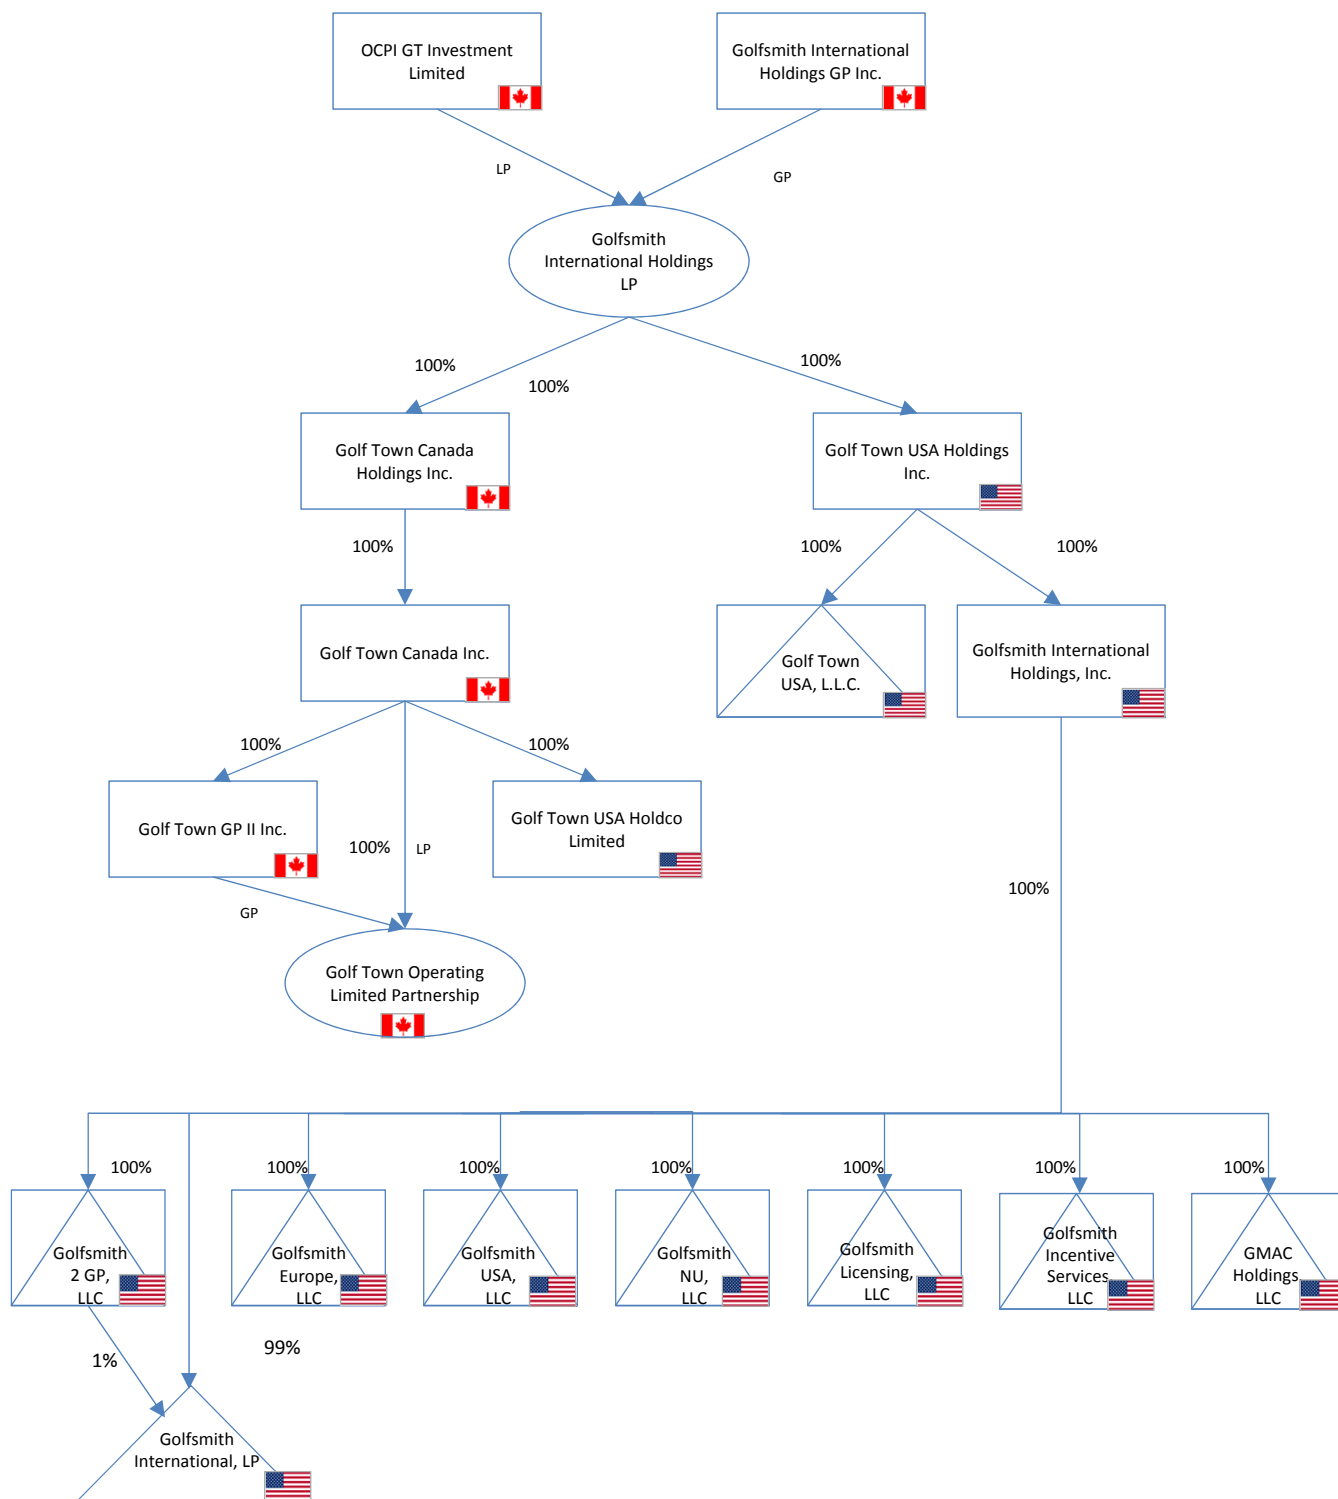 OCPI GT Investment
Limited
Golfsmith International
Holdings GP Inc.
LP
GP
Golfsmith
International Holdings
LP
100%
100%
100%
Golf Town Canada
Holdings Inc.
Golf Town USA Holdings
Inc.
100%
100%
100%
Golf Town Canada Inc.
Golf Town
USA, L.L.C.
Golfsmith International
Holdings, Inc.
100%
100%
Golf Town GP II Inc.
100%
LP
Golf Town USA Holdco
Limited
100%
GP
Golf Town Operating
Limited Partnership
100%
100%
100%
100%
100%
100%
100%
Golfsmith
2 GP,
LLC
Golfsmith
Europe,
LLC
Golfsmith
USA,
LLC
Golfsmith
NU,
LLC
Golfsmith
Licensing,
LLC
Golfsmith
Incentive
Services
LLC
GMAC
Holdings
LLC
1%
99%
Golfsmith
International, LP